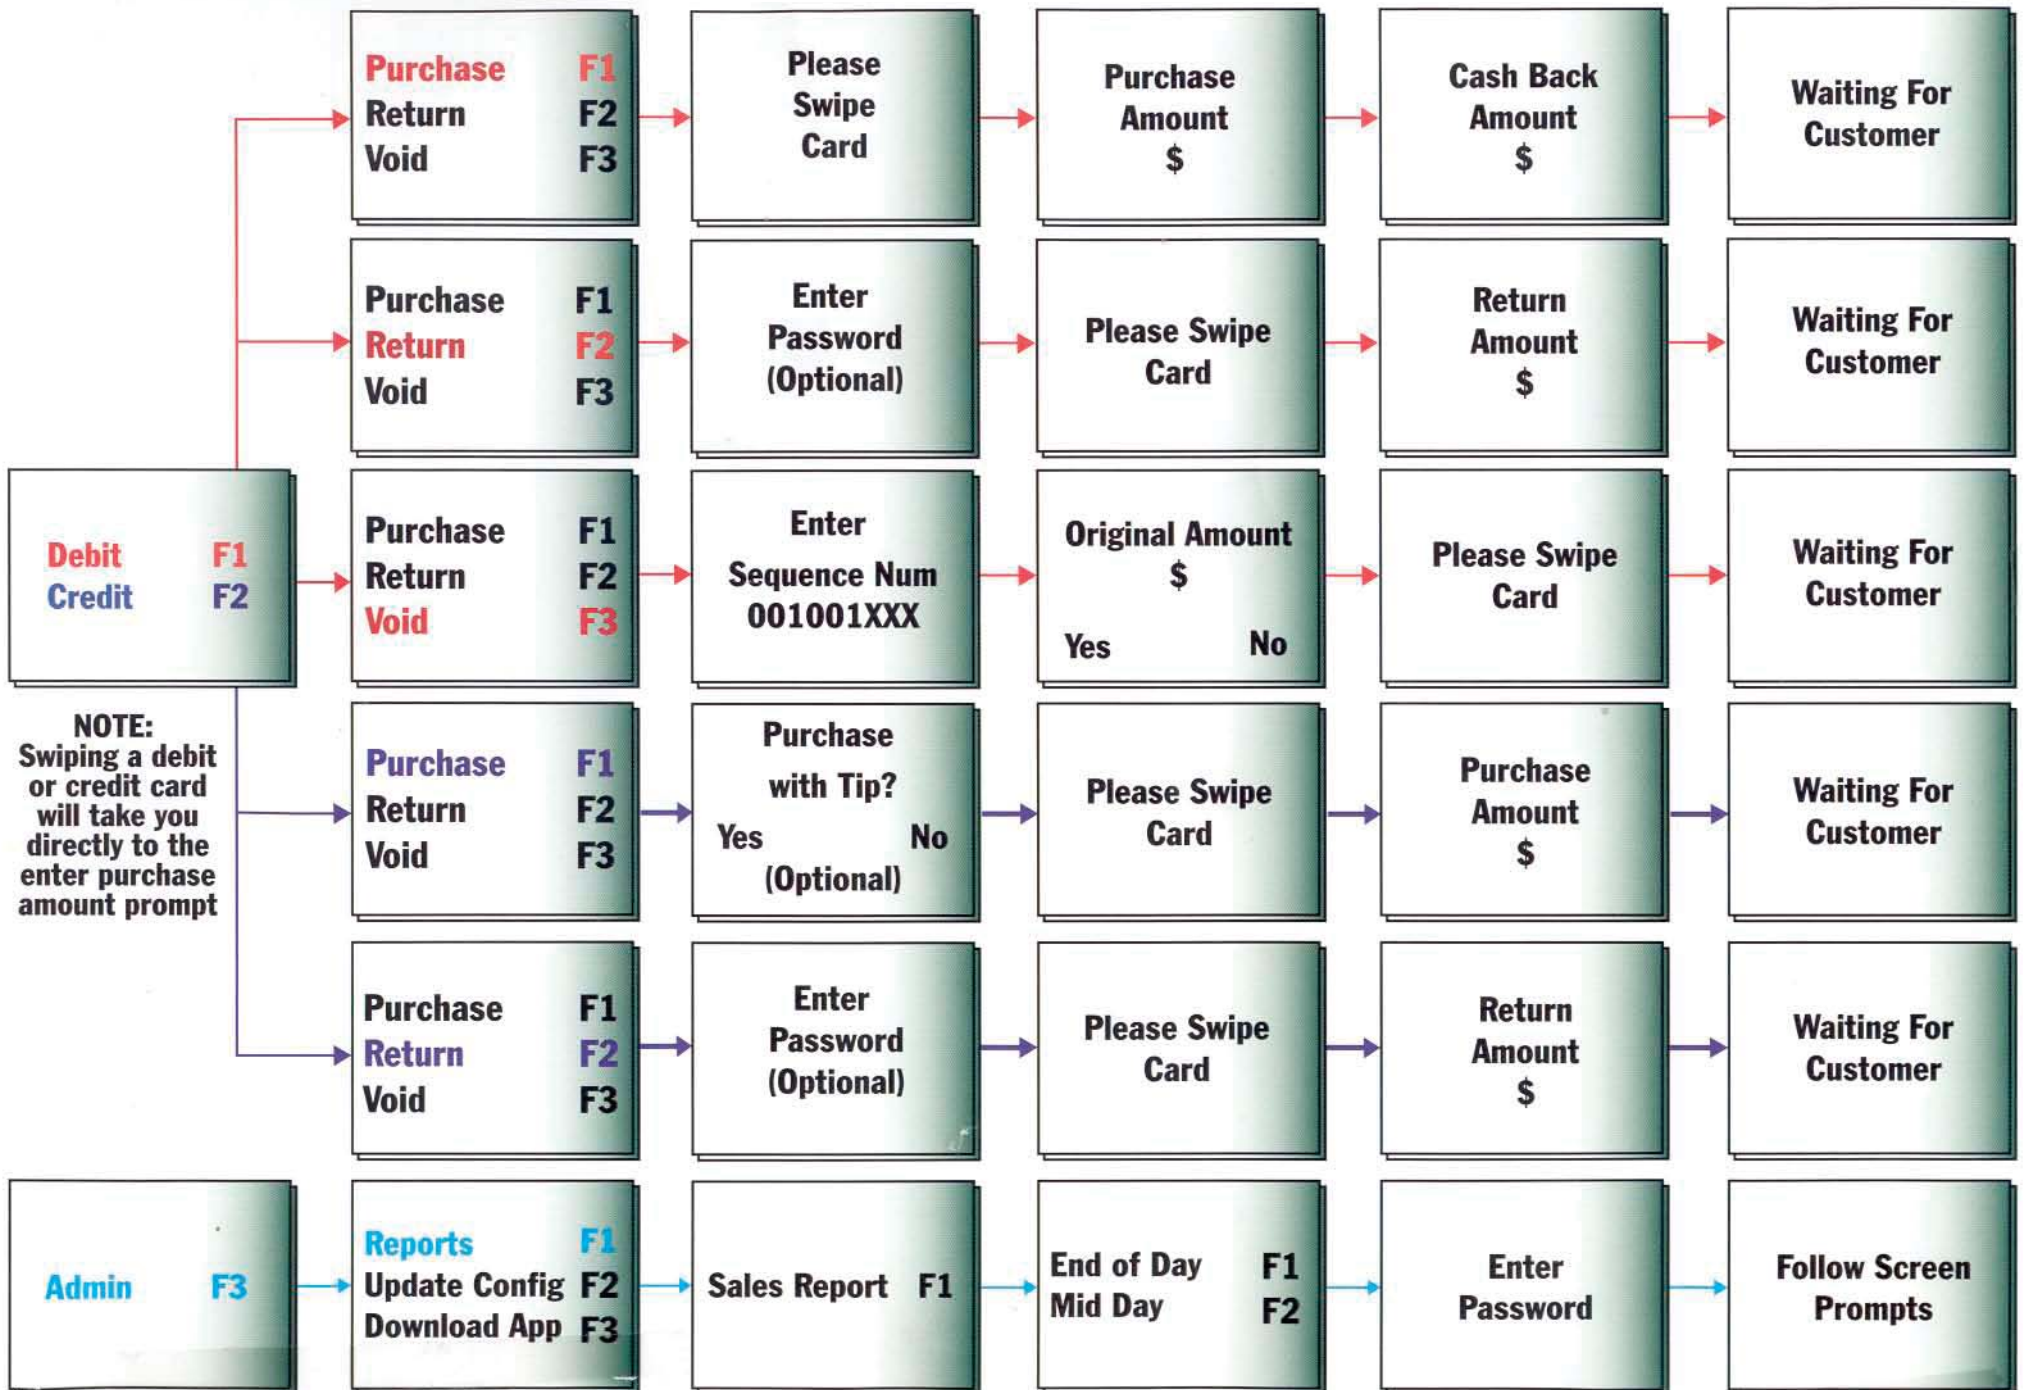 Purchase F1
Return F2
Void F3
Please
Swipe
Card
Purchase
Amount
$
Cash Back
Amount
$
Waiting For
Customer
Purchase F1
Return F2
Void F3
Enter
Password
(Optional)
Please Swipe
Card
Return
Amount
$
Waiting For
Customer
Debit F1
Credit F2
Purchase F1
Return F2
Void F3
Enter
Sequence Num
001001XXX
Original Amount
$
Yes No
Please Swipe
Card
Waiting For
Customer
NOTE:
Swiping a debit
or credit card
will take you
directly to the
enter purchase
amount prompt
Purchase F1
Return F2
Void F3
Purchase
with Tip?
Yes No
(Optional)
Please Swipe
Card
Purchase
Amount
$
Waiting For
Customer
Purchase F1
Return F2
Void F3
Enter
Password
(Optional)
Please Swipe
Card
Return
Amount
$
Waiting For
Customer
Admin F3
Reports F1
Update Config F2
Download App F3
Sales Report F1
End of Day F1
Mid Day F2
Enter
Password
Follow Screen
Prompts